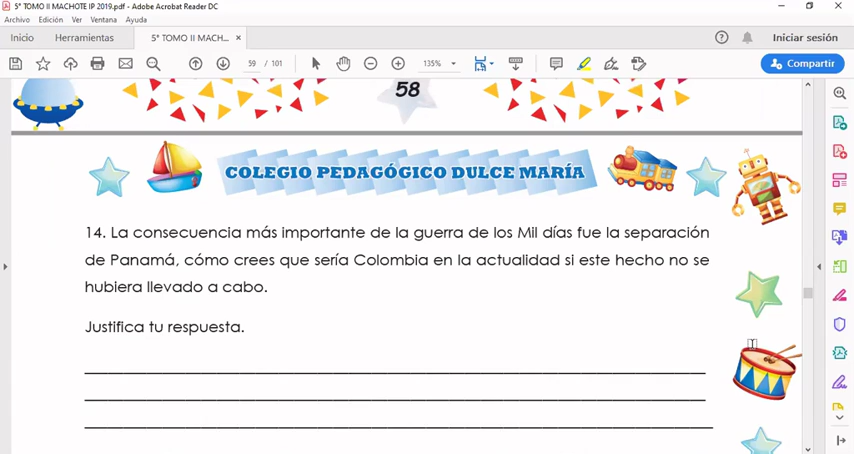 5° TOMO II MACHOTE IP 2019.pdf - Adobe Acrobat Reader DC
Archivo Edición Ver Ventana Ayuda
Inicio Herramientas 5° TOMO II MACH... × Iniciar sesión
59 / 101 135% Compartir
58
COLEGIO PEDAGÓGICO DULCE MARÍA
14. La consecuencia más importante de la guerra de los Mil días fue la separación
de Panamá, cómo crees que sería Colombia en la actualidad si este hecho no se
hubiera llevado a cabo.
Justifica tu respuesta.